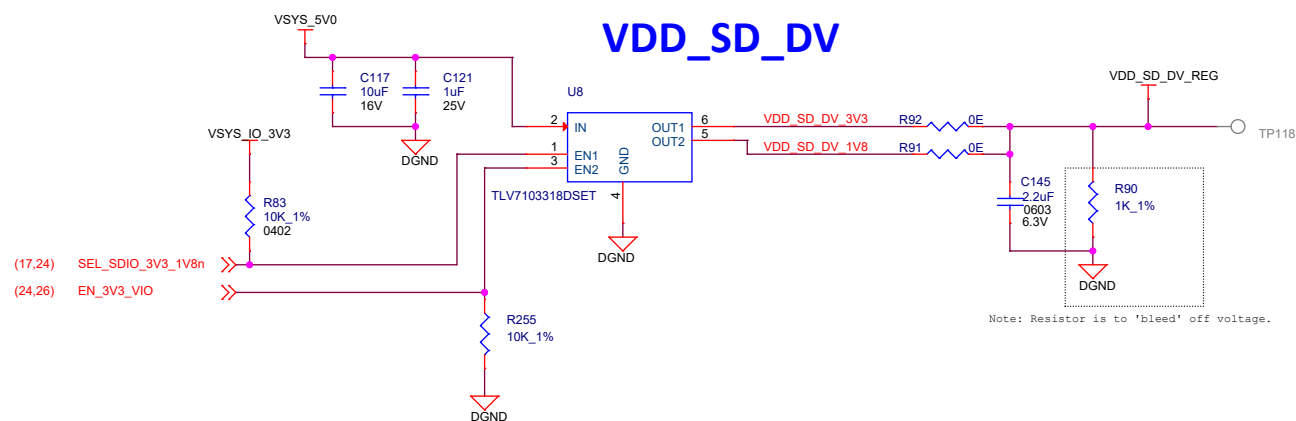 VDD_SD_DV
VSYS_5V0
C117
10uF
16V
C121
1uF
25V
DGND
VSYS_IO_3V3
R83
10K_1%
0402
U8
2
IN
1
EN1
3
EN2
GND
4
OUT1
6
OUT2
5
TLV7103318DSET
DGND
VDD_SD_DV_3V3
R92
0E
VDD_SD_DV_1V8
R91
0E
VDD_SD_DV_REG
TP118
C145
2.2uF
0603
6.3V
R90
1K_1%
DGND
Note: Resistor is to 'bleed' off voltage.
(17,24) SEL_SDIO_3V3_1V8n
(24,26) EN_3V3_VIO
R255
10K_1%
DGND